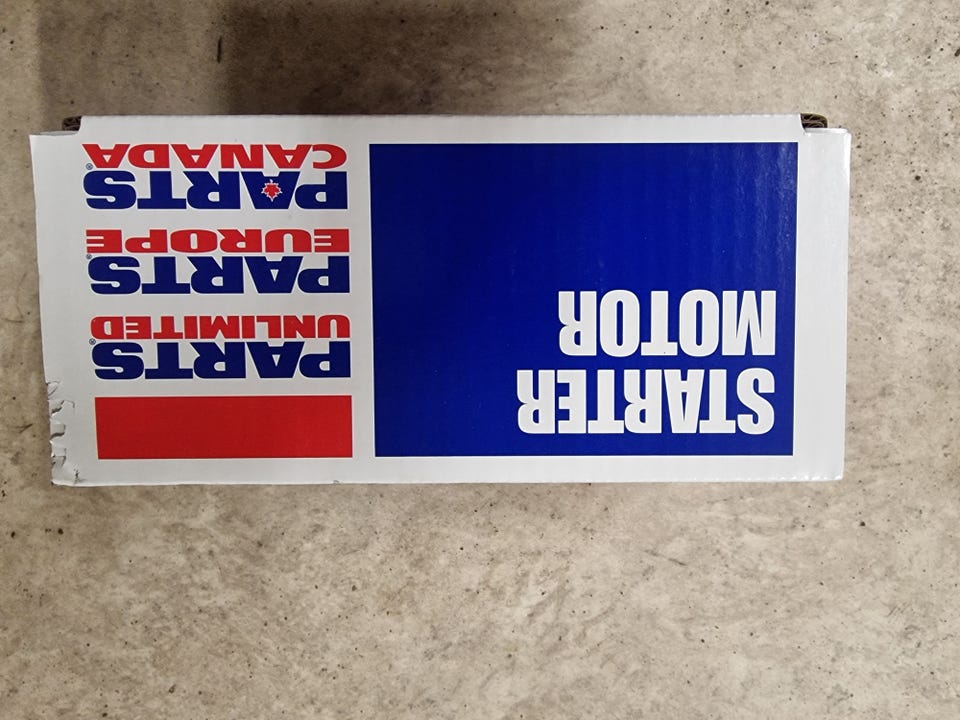 STARTER
MOTOR
PARTS®
UNLIMITED
PARTS®
EUROPE
PARTS®
CANADA